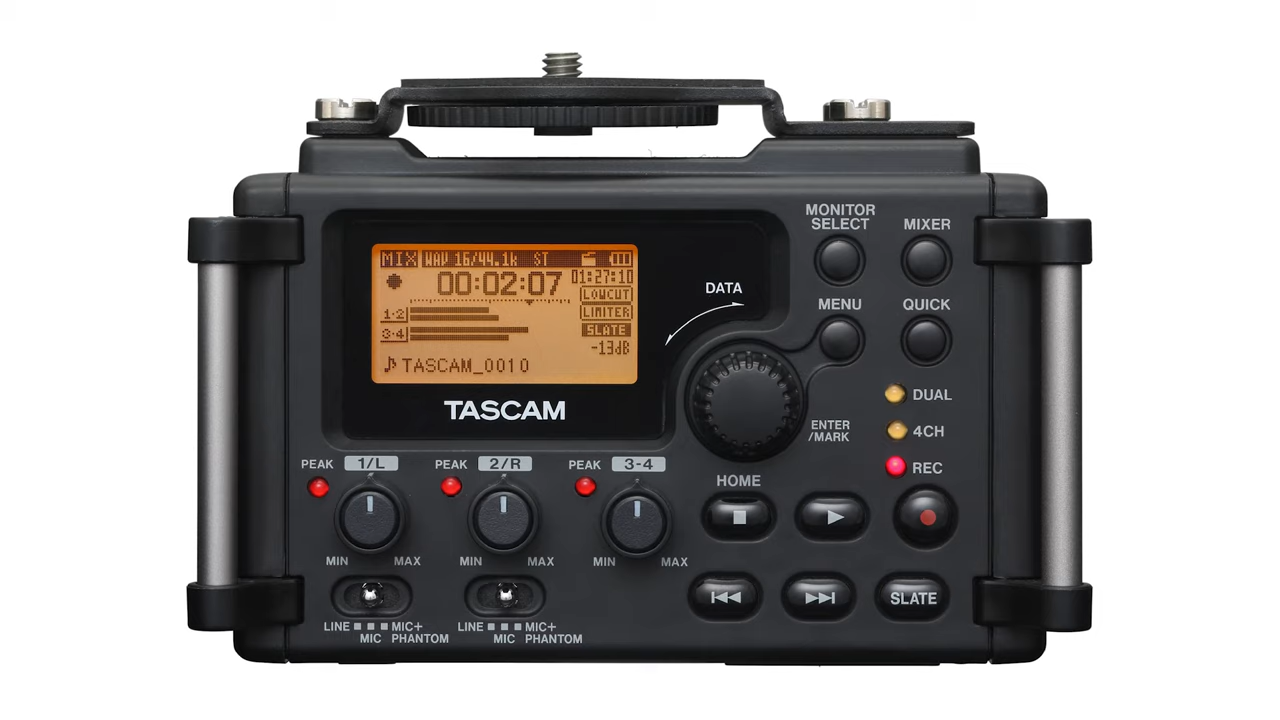 MONITOR
SELECT
MIXER
MIX WAV 16/44.1k ST
00:02:07
01:27:10
LOWCUT
1-2
LIMITER
3-4
SLATE
-13dB
TASCAM_0010
TASCAM
DATA
MENU
QUICK
ENTER
/MARK
DUAL
4CH
REC
PEAK 1/L
PEAK 2/R
PEAK 3-4
HOME
MIN MAX
MIN MAX
MIN MAX
LINE MIC+
MIC PHANTOM
LINE MIC+
MIC PHANTOM
SLATE